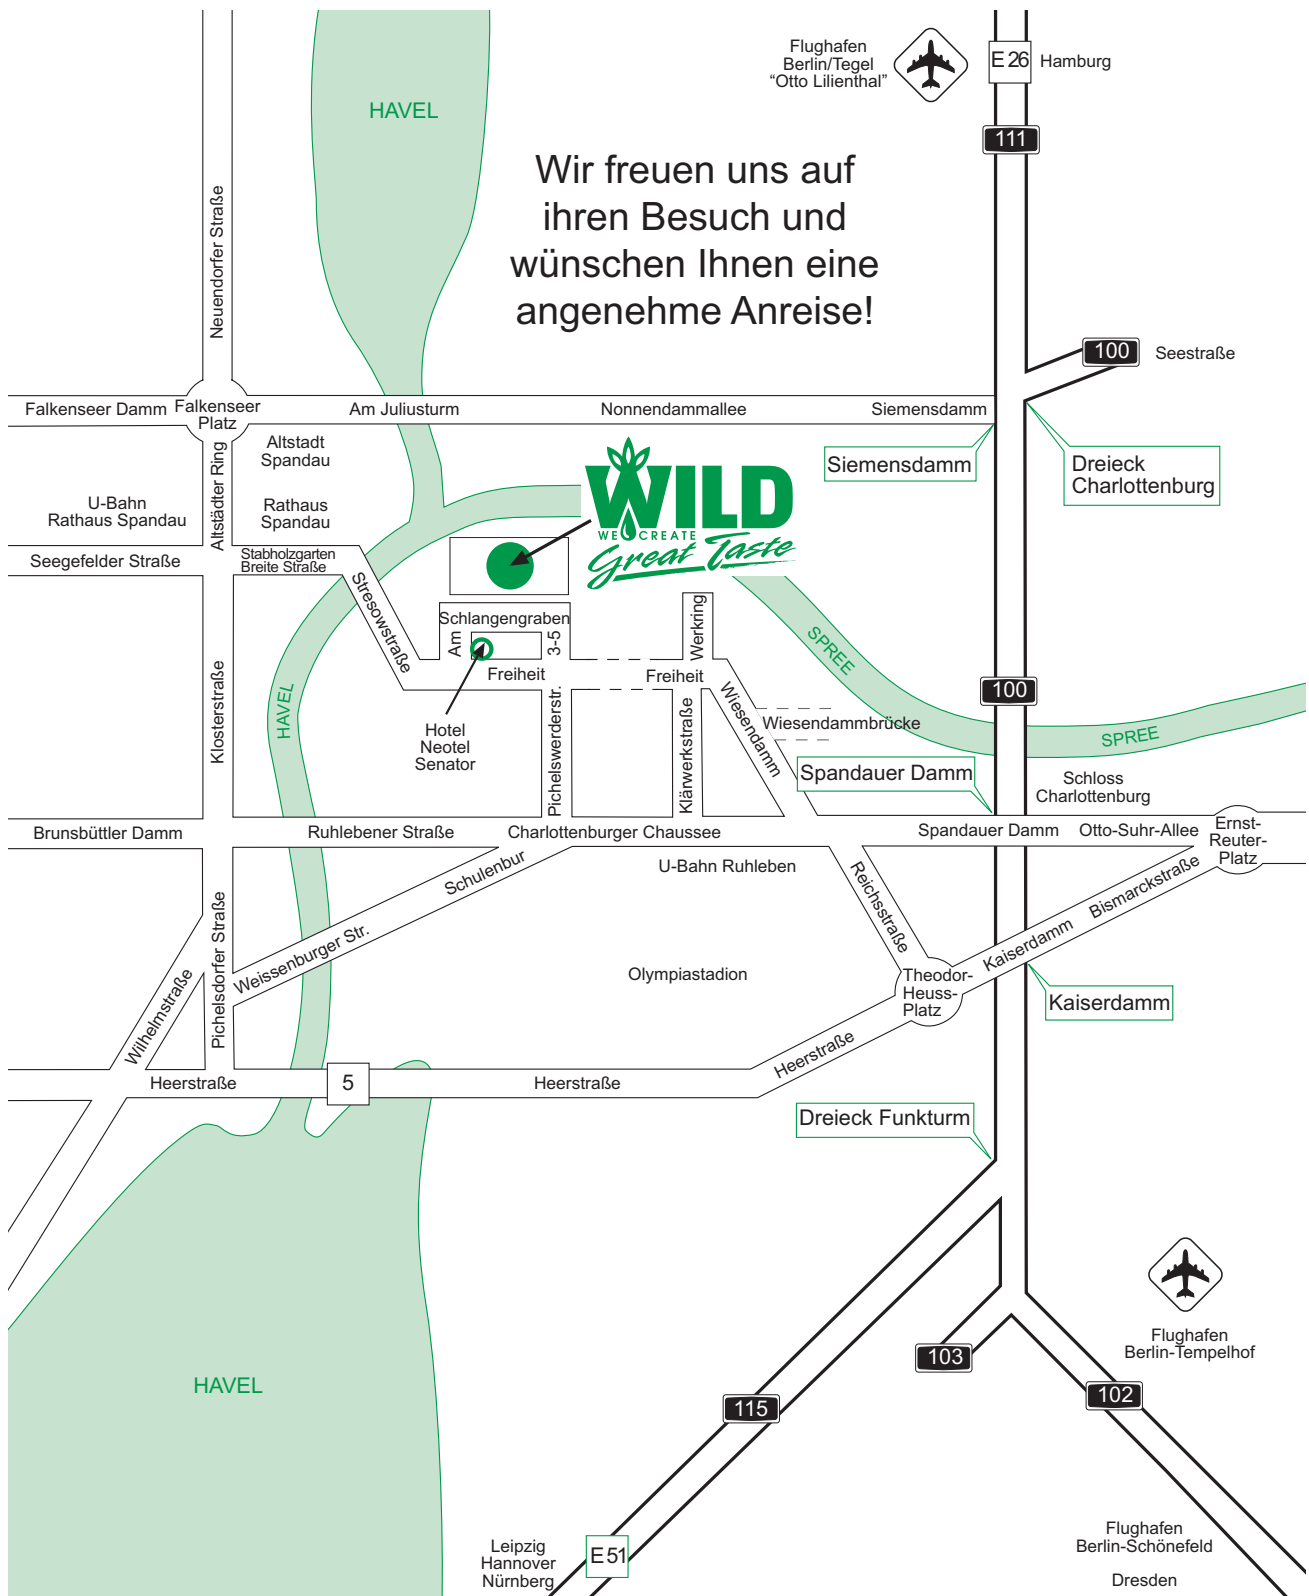 Flughafen
Berlin/Tegel
"Otto Lilienthal"
E 26
Hamburg
111
HAVEL
Wir freuen uns auf
ihren Besuch und
wünschen Ihnen eine
angenehme Anreise!
Neuendorfer Straße
100
Seestraße
Falkenseer Damm
Falkenseer
Platz
Am Juliusturm
Nonnendammallee
Siemensdamm
Altstadt
Spandau
Altstädter Ring
Siemensdamm
Dreieck
Charlottenburg
U-Bahn
Rathaus Spandau
Rathaus
Spandau
WILD
WE CREATE
Great Taste
Seegefelder Straße
Stabholzgarten
Breite Straße
Stresowstraße
Schlangengraben
Am
3-5
Werkring
Freiheit
Freiheit
SPREE
100
Klosterstraße
HAVEL
Hotel
Neotel
Senator
Pichelswerderstr.
Klärwerkstraße
Wiesendamm
Wiesendammbrücke
SPREE
Spandauer Damm
Schloss
Charlottenburg
Brunsbüttler Damm
Ruhlebener Straße
Charlottenburger Chaussee
Spandauer Damm
Otto-Suhr-Allee
Ernst-
Reuter-
Platz
U-Bahn Ruhleben
Schulenbur
Reichsstraße
Bismarckstraße
Pichelsdorfer Straße
Weissenburger Str.
Kaiserdamm
Olympiastadion
Theodor-
Heuss-
Platz
Kaiserdamm
Wilhelmstraße
Heerstraße
5
Heerstraße
Heerstraße
Dreieck Funkturm
Flughafen
Berlin-Tempelhof
103
HAVEL
115
102
Leipzig
Hannover
Nürnberg
E 51
Flughafen
Berlin-Schönefeld
Dresden